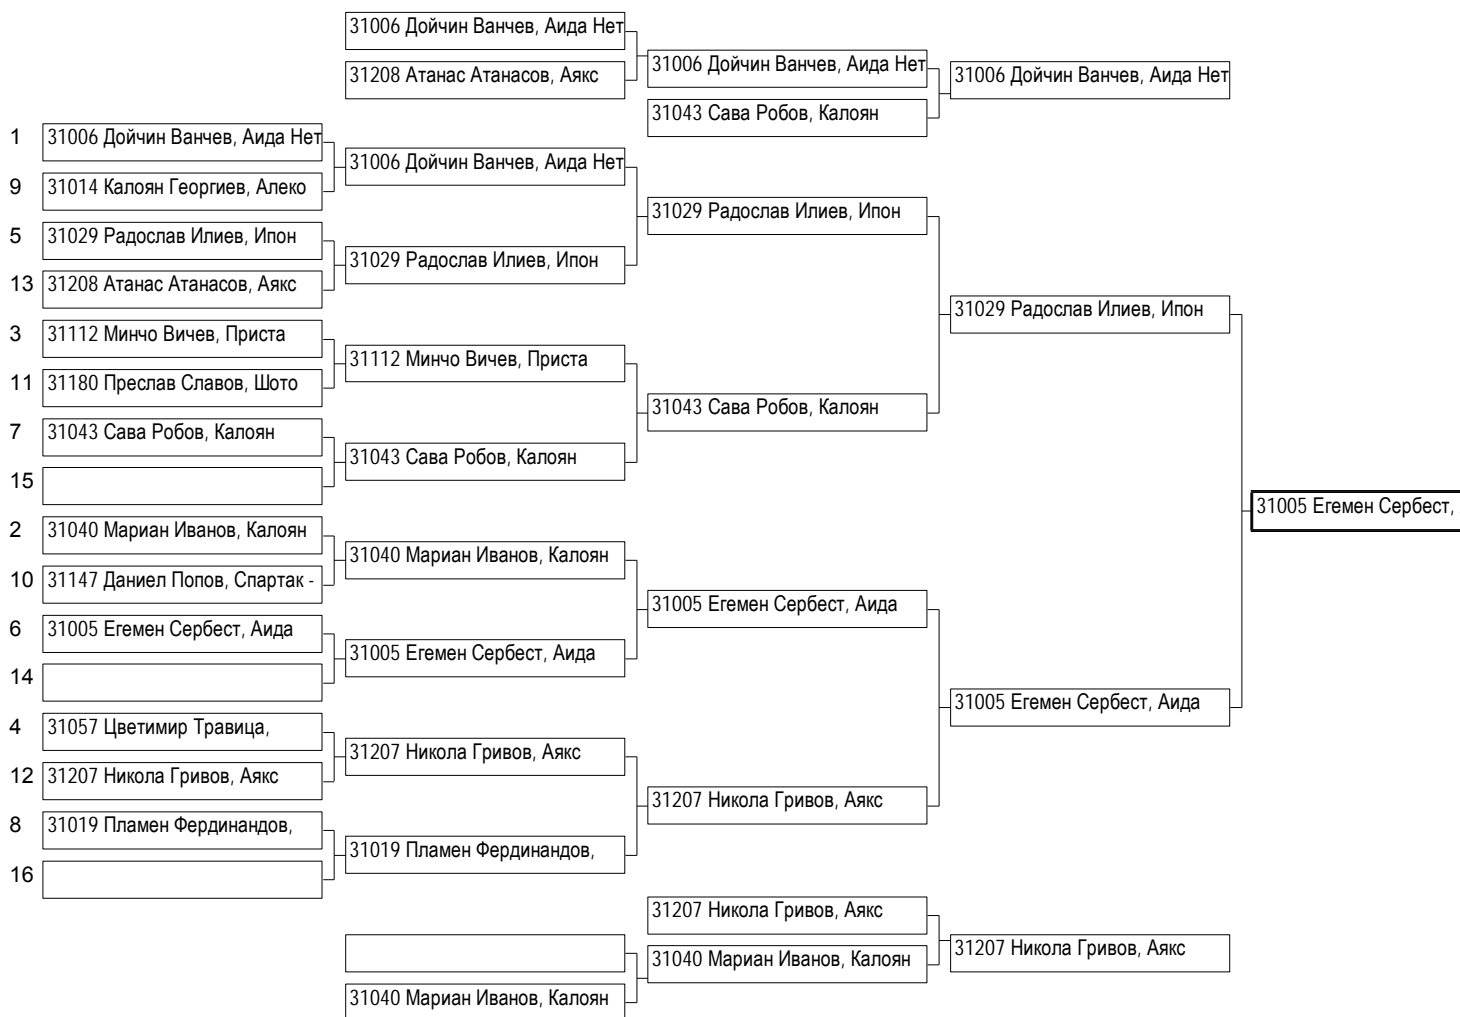 31006 Дойчин Ванчев, Аида Нет
31208 Атанас Атанасов, Аякс
31006 Дойчин Ванчев, Аида Нет
31043 Сава Робов, Калоян
31006 Дойчин Ванчев, Аида Нет
1 31006 Дойчин Ванчев, Аида Нет
9 31014 Калоян Георгиев, Алеко
5 31029 Радослав Илиев, Ипон
13 31208 Атанас Атанасов, Аякс
3 31112 Минчо Вичев, Приста
11 31180 Преслав Славов, Шото
7 31043 Сава Робов, Калоян
15
2 31040 Мариан Иванов, Калоян
10 31147 Даниел Попов, Спартак -
6 31005 Егемен Сербест, Аида
14
4 31057 Цветимир Травица,
12 31207 Никола Гривов, Аякс
8 31019 Пламен Фердинандов,
16
31006 Дойчин Ванчев, Аида Нет
31029 Радослав Илиев, Ипон
31112 Минчо Вичев, Приста
31043 Сава Робов, Калоян
31040 Мариан Иванов, Калоян
31005 Егемен Сербест, Аида
31207 Никола Гривов, Аякс
31019 Пламен Фердинандов,
31029 Радослав Илиев, Ипон
31043 Сава Робов, Калоян
31005 Егемен Сербест, Аида
31207 Никола Гривов, Аякс
31029 Радослав Илиев, Ипон
31005 Егемен Сербест, Аида
31005 Егемен Сербест,
31207 Никола Гривов, Аякс
31040 Мариан Иванов, Калоян
31207 Никола Гривов, Аякс
31040 Мариан Иванов, Калоян